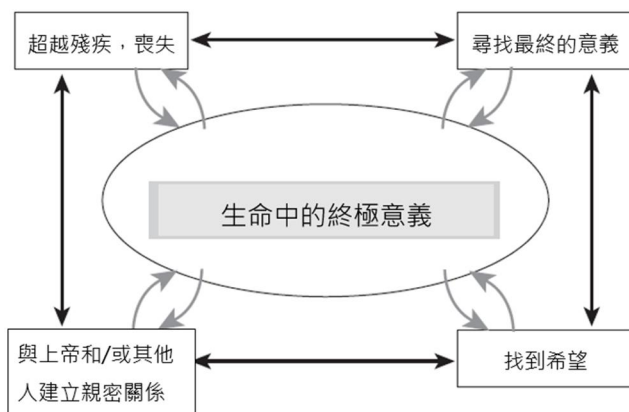 超越殘疾，喪失
尋找最終的意義
生命中的終極意義
與上帝和/或其他
人建立親密關係
找到希望